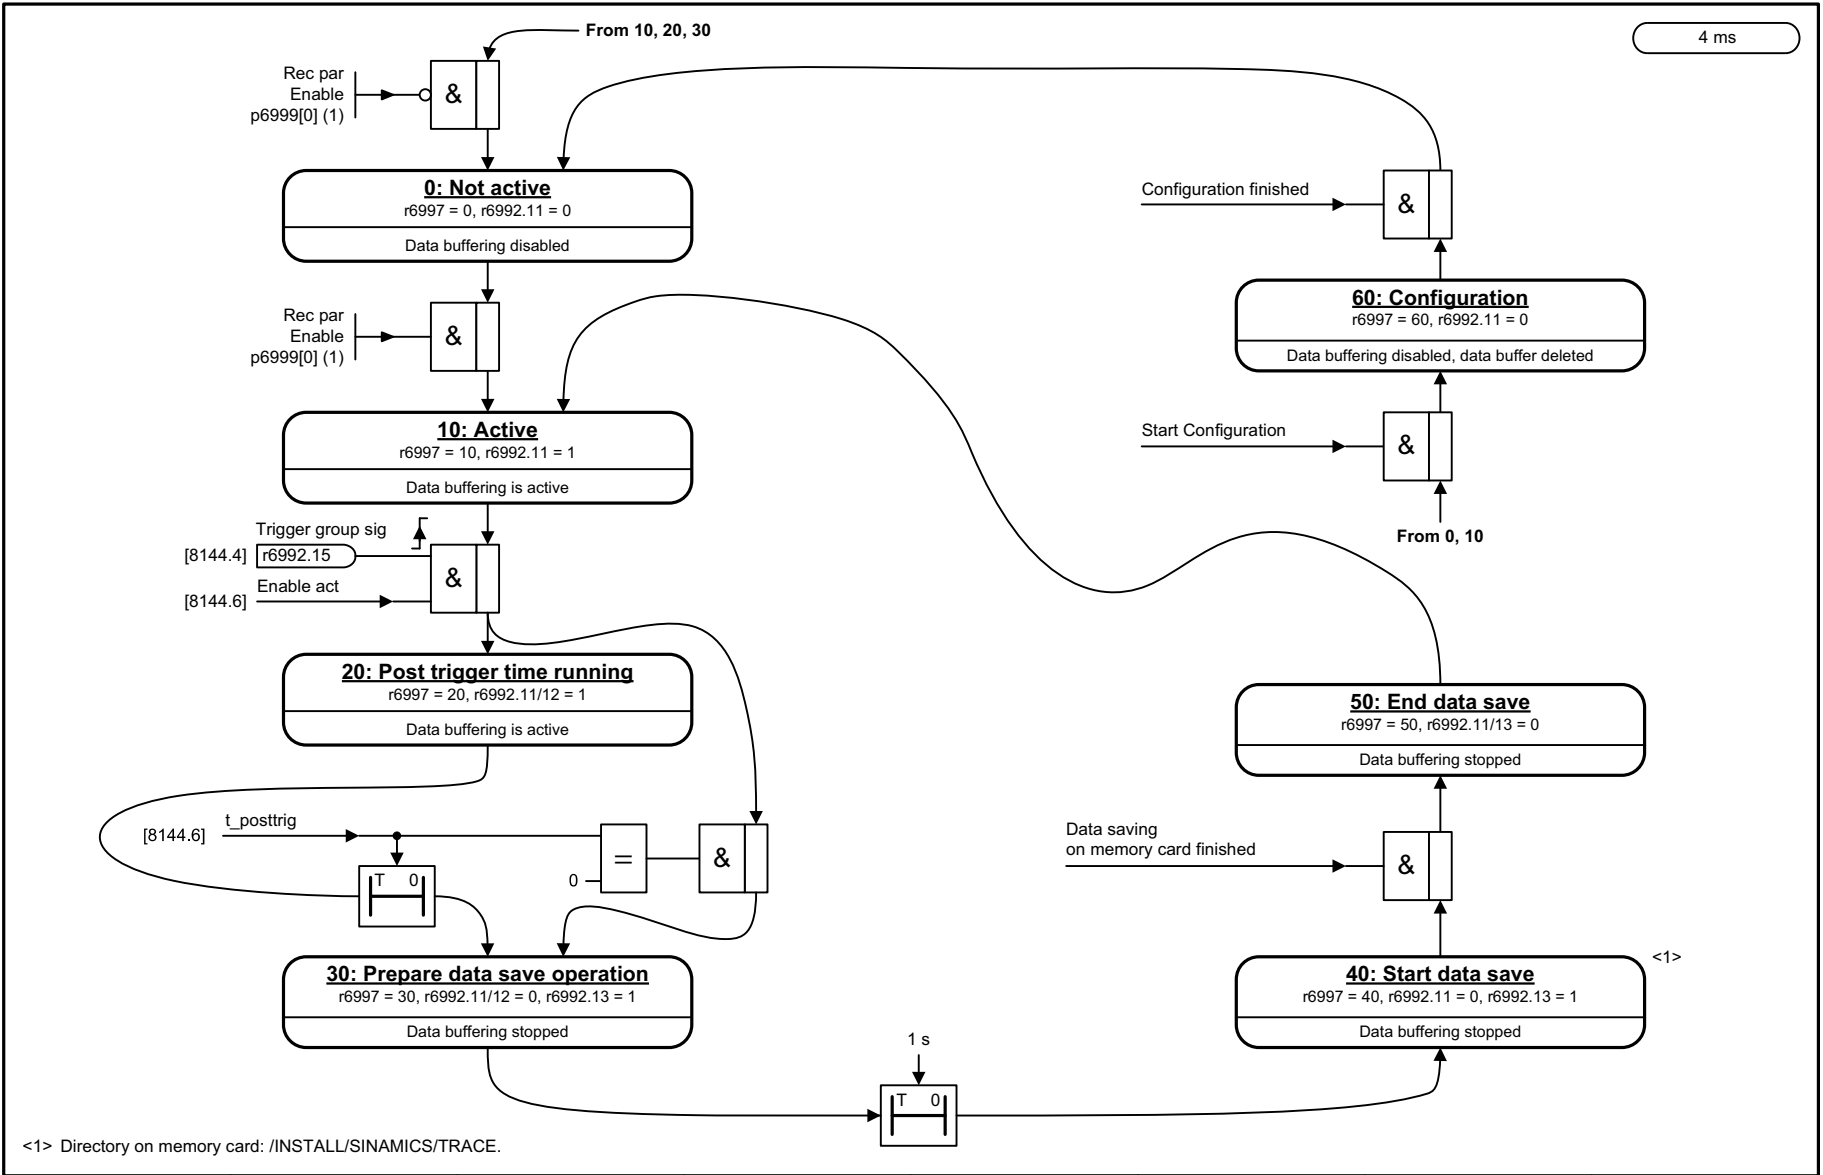 From 10, 20, 30
4 ms
Rec par
Enable
p6999[0] (1)
&
0: Not active
r6997 = 0, r6992.11 = 0
Data buffering disabled
Configuration finished
&
Rec par
Enable
p6999[0] (1)
&
60: Configuration
r6997 = 60, r6992.11 = 0
Data buffering disabled, data buffer deleted
10: Active
r6997 = 10, r6992.11 = 1
Data buffering is active
Start Configuration
&
From 0, 10
Trigger group sig
[8144.4] r6992.15
&
Enable act
[8144.6]
20: Post trigger time running
r6997 = 20, r6992.11/12 = 1
Data buffering is active
50: End data save
r6997 = 50, r6992.11/13 = 0
Data buffering stopped
t_posttrig
[8144.6]
T 0
0
=
&
Data saving
on memory card finished
&
30: Prepare data save operation
r6997 = 30, r6992.11/12 = 0, r6992.13 = 1
Data buffering stopped
<1>
40: Start data save
r6997 = 40, r6992.11 = 0, r6992.13 = 1
Data buffering stopped
1 s
T 0
<1> Directory on memory card: /INSTALL/SINAMICS/TRACE.